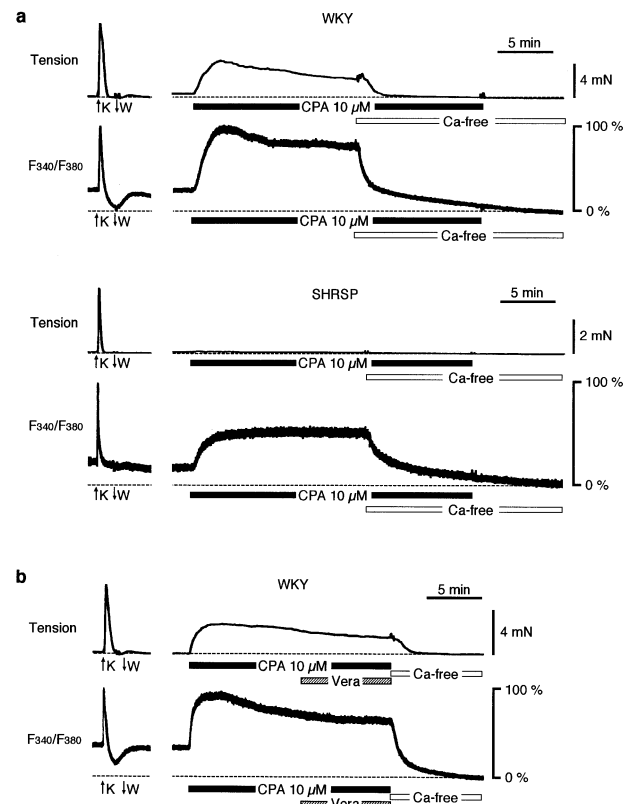 a
WKY
5 min
Tension
4 mN
↑K ↓W
CPA 10 µM
Ca-free
100 %
F340/F380
0 %
↑K ↓W
CPA 10 µM
Ca-free
SHRSP
5 min
Tension
2 mN
↑K ↓W
CPA 10 µM
Ca-free
100 %
F340/F380
0 %
↑K ↓W
CPA 10 µM
Ca-free
b
WKY
5 min
Tension
4 mN
↑K ↓W
CPA 10 µM
Ca-free
Vera
100 %
F340/F380
0 %
↑K ↓W
CPA 10 µM
Ca-free
Vera